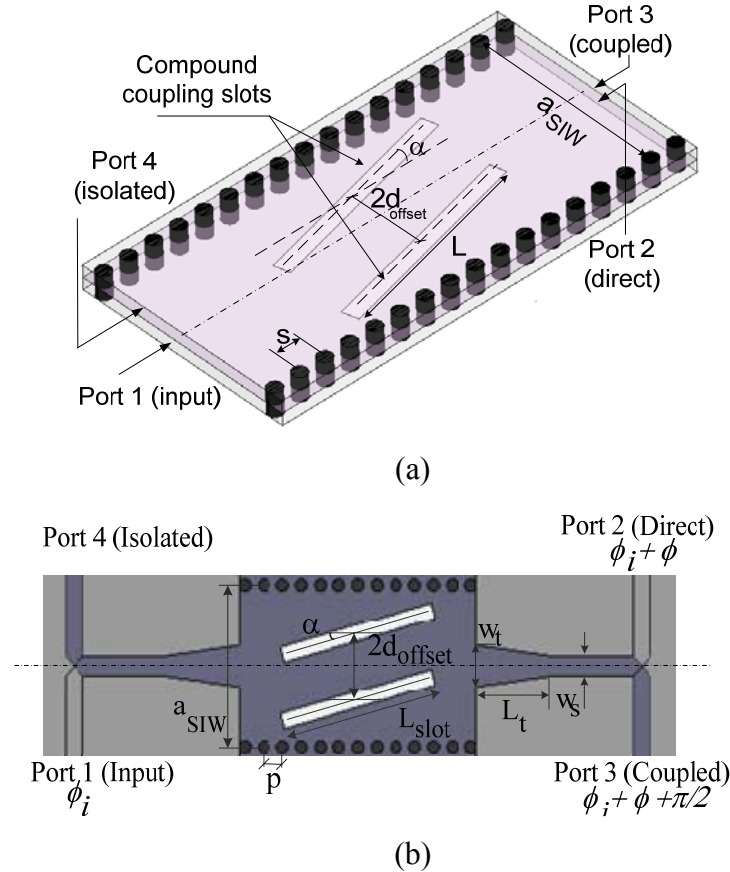 Port 3
(coupled)
Compound
coupling slots
a_SIW
Port 4
(isolated)
α
2d_offset
L
Port 2
(direct)
s
Port 1 (input)
(a)
Port 4 (Isolated)
Port 2 (Direct)
ϕ_i + ϕ
α
2d_offset
w_t
a_SIW
L_slot
L_t
w_s
p
Port 1 (Input)
ϕ_i
Port 3 (Coupled)
ϕ_i + ϕ +π/2
(b)